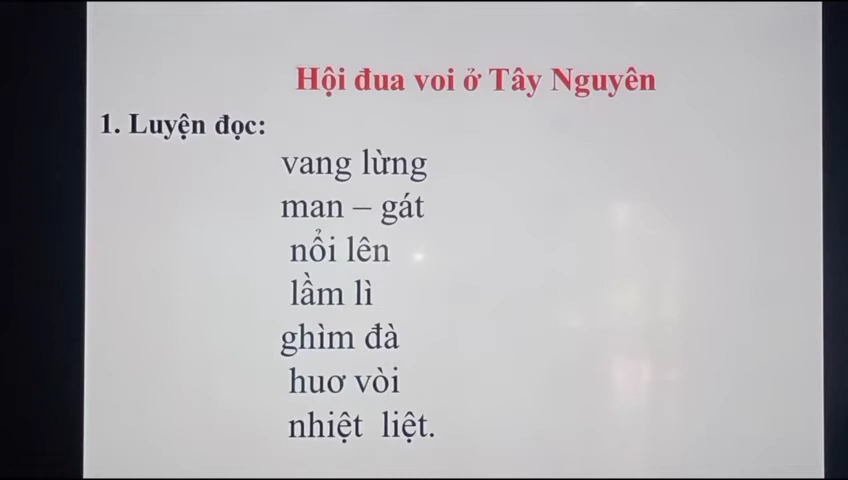 Hội đua voi ở Tây Nguyên
1. Luyện đọc:
vang lừng
man – gát
nổi lên
lầm lì
ghìm đà
huơ vòi
nhiệt liệt.